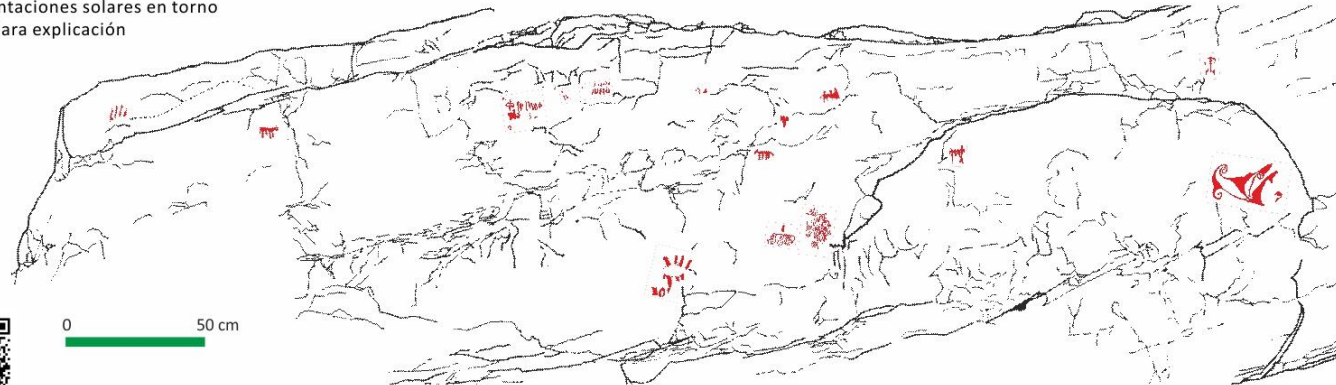 ntaciones solares en torno
ara explicación
0 50 cm